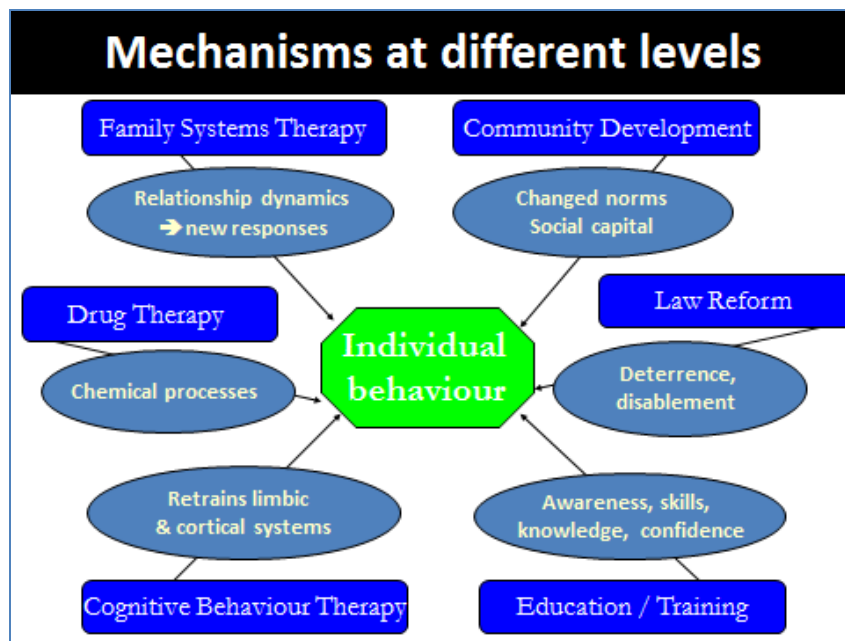 Mechanisms at different levels
Family Systems Therapy
Community Development
Relationship dynamics
➔ new responses
Changed norms
Social capital
Drug Therapy
Law Reform
Individual
behaviour
Chemical processes
Deterrence,
disablement
Retrains limbic
& cortical systems
Awareness, skills,
knowledge, confidence
Cognitive Behaviour Therapy
Education / Training